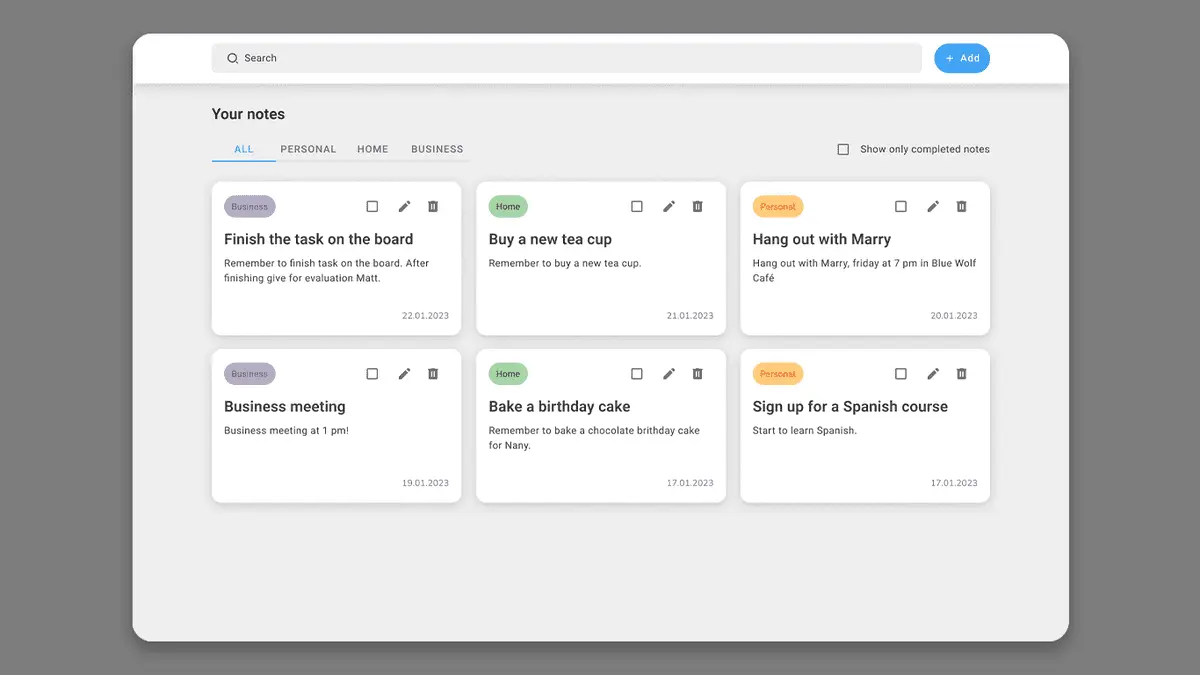 Search
+ Add
Your notes
ALL PERSONAL HOME BUSINESS
Show only completed notes
Business
Finish the task on the board
Remember to finish task on the board. After
finishing give for evaluation Matt.
22.01.2023
Home
Buy a new tea cup
Remember to buy a new tea cup.
21.01.2023
Personal
Hang out with Marry
Hang out with Marry, friday at 7 pm in Blue Wolf
Café
20.01.2023
Business
Business meeting
Business meeting at 1 pm!
19.01.2023
Home
Bake a birthday cake
Remember to bake a chocolate brithday cake
for Nany.
17.01.2023
Personal
Sign up for a Spanish course
Start to learn Spanish.
17.01.2023